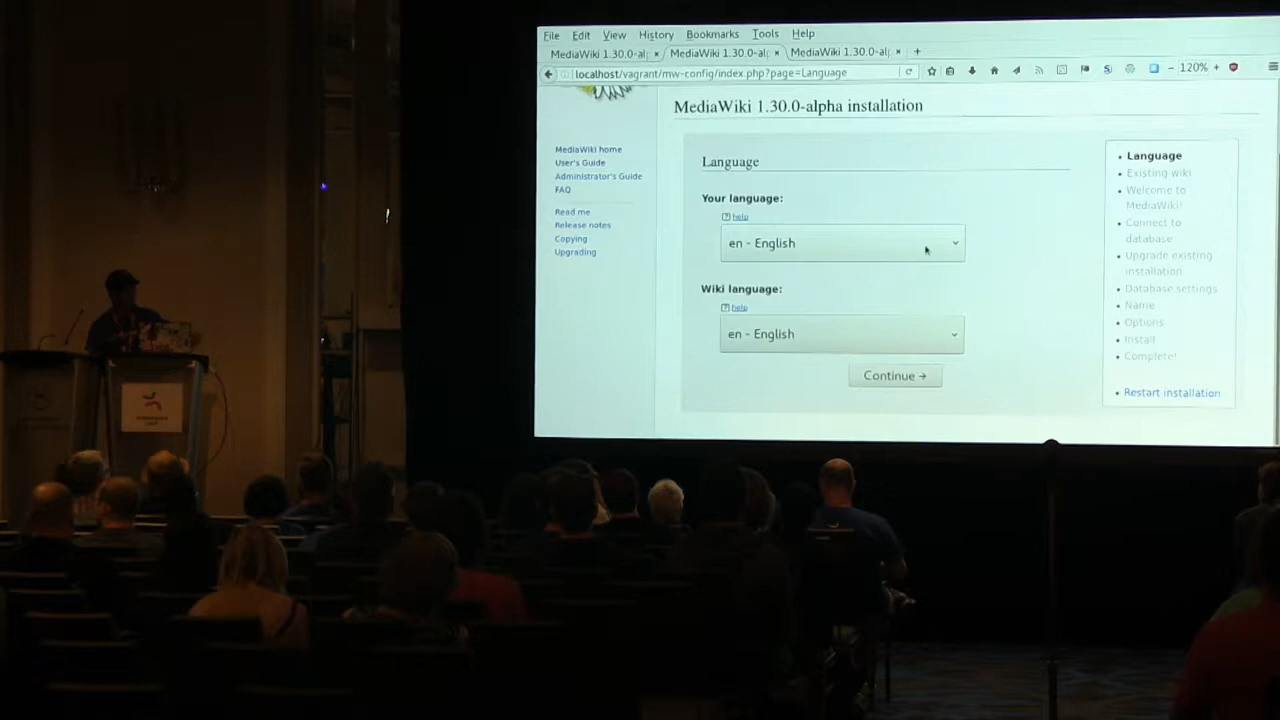 File Edit View History Bookmarks Tools Help
MediaWiki 1.30.0-al × MediaWiki 1.30.0-al × MediaWiki 1.30.0-al × +
localhost/vagrant/mw-config/index.php?page=Language
120%
MediaWiki 1.30.0-alpha installation
MediaWiki home
User's Guide
Administrator's Guide
FAQ
Read me
Release notes
Copying
Upgrading
Language
Your language:
help
en - English
Wiki language:
help
en - English
Continue →
Language
Existing wiki
Welcome to
MediaWiki!
Connect to
database
Upgrade existing
installation
Database settings
Name
Options
Install
Complete!
Restart installation